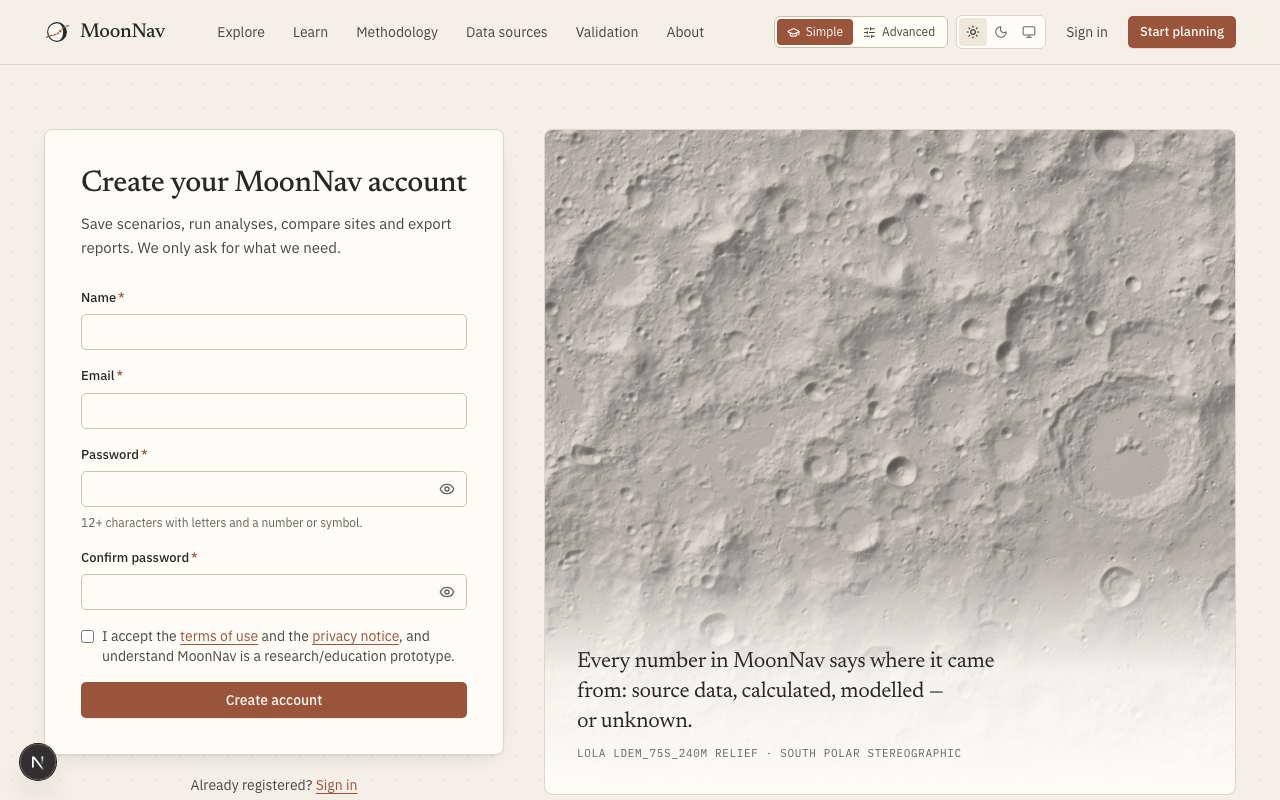 MoonNav
Explore
Learn
Methodology
Data sources
Validation
About
Simple
Advanced
Sign in
Start planning
Create your MoonNav account
Save scenarios, run analyses, compare sites and export
reports. We only ask for what we need.
Name *
Email *
Password *
12+ characters with letters and a number or symbol.
Confirm password *
I accept the terms of use and the privacy notice, and
understand MoonNav is a research/education prototype.
Create account
Already registered? Sign in
Every number in MoonNav says where it came
from: source data, calculated, modelled —
or unknown.
LOLA LDEM_75S_240M RELIEF · SOUTH POLAR STEREOGRAPHIC
N